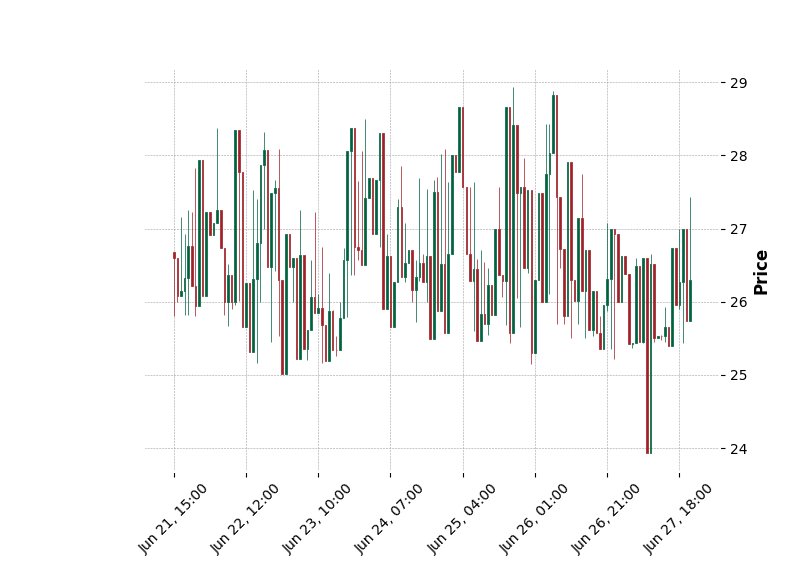 29
28
27
26
25
24
Price
Jun 21, 15:00
Jun 22, 12:00
Jun 23, 10:00
Jun 24, 07:00
Jun 25, 04:00
Jun 26, 01:00
Jun 26, 21:00
Jun 27, 18:00